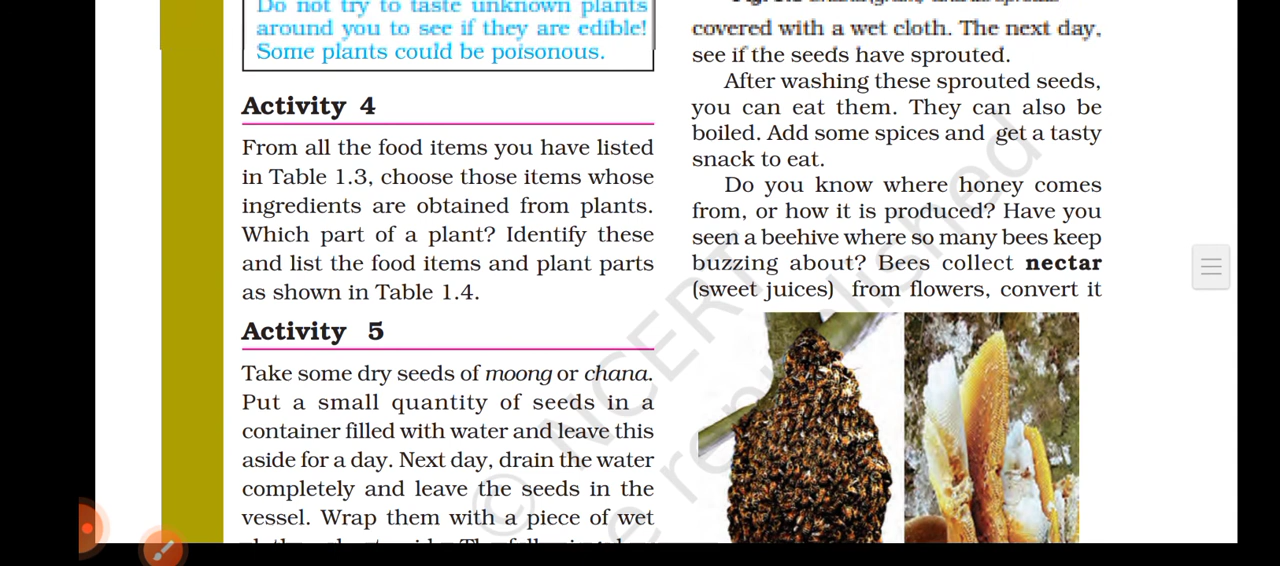 Do not try to taste unknown plants
around you to see if they are edible!
Some plants could be poisonous.
Activity 4
From all the food items you have listed
in Table 1.3, choose those items whose
ingredients are obtained from plants.
Which part of a plant? Identify these
and list the food items and plant parts
as shown in Table 1.4.
Activity 5
Take some dry seeds of moong or chana.
Put a small quantity of seeds in a
container filled with water and leave this
aside for a day. Next day, drain the water
completely and leave the seeds in the
vessel. Wrap them with a piece of wet
covered with a wet cloth. The next day,
see if the seeds have sprouted.
After washing these sprouted seeds,
you can eat them. They can also be
boiled. Add some spices and get a tasty
snack to eat.
Do you know where honey comes
from, or how it is produced? Have you
seen a beehive where so many bees keep
buzzing about? Bees collect nectar
(sweet juices) from flowers, convert it
© NCERT
republished